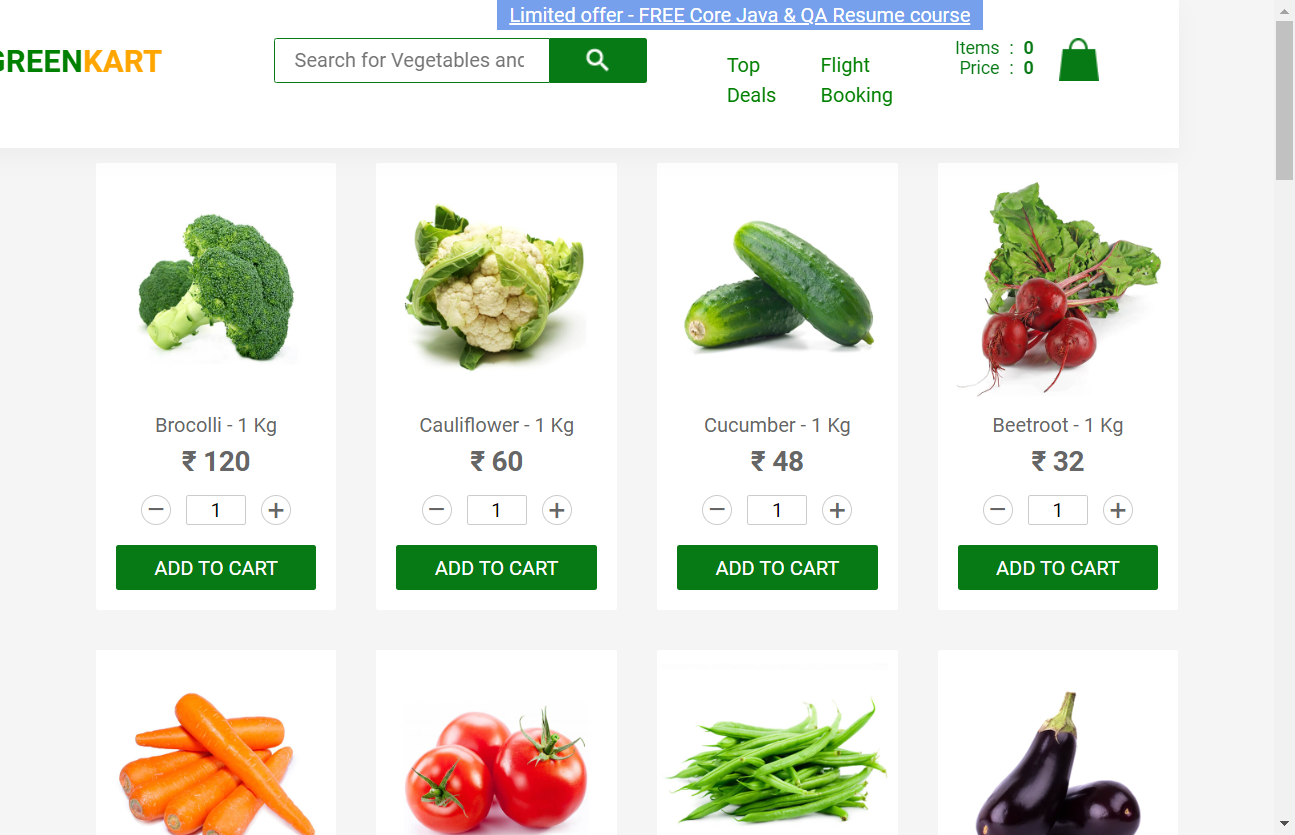 Limited offer - FREE Core Java & QA Resume course
GREENKART
Search for Vegetables and
Top
Deals
Flight
Booking
Items : 0
Price : 0
Brocolli - 1 Kg
₹ 120
− 1 +
ADD TO CART
Cauliflower - 1 Kg
₹ 60
− 1 +
ADD TO CART
Cucumber - 1 Kg
₹ 48
− 1 +
ADD TO CART
Beetroot - 1 Kg
₹ 32
− 1 +
ADD TO CART